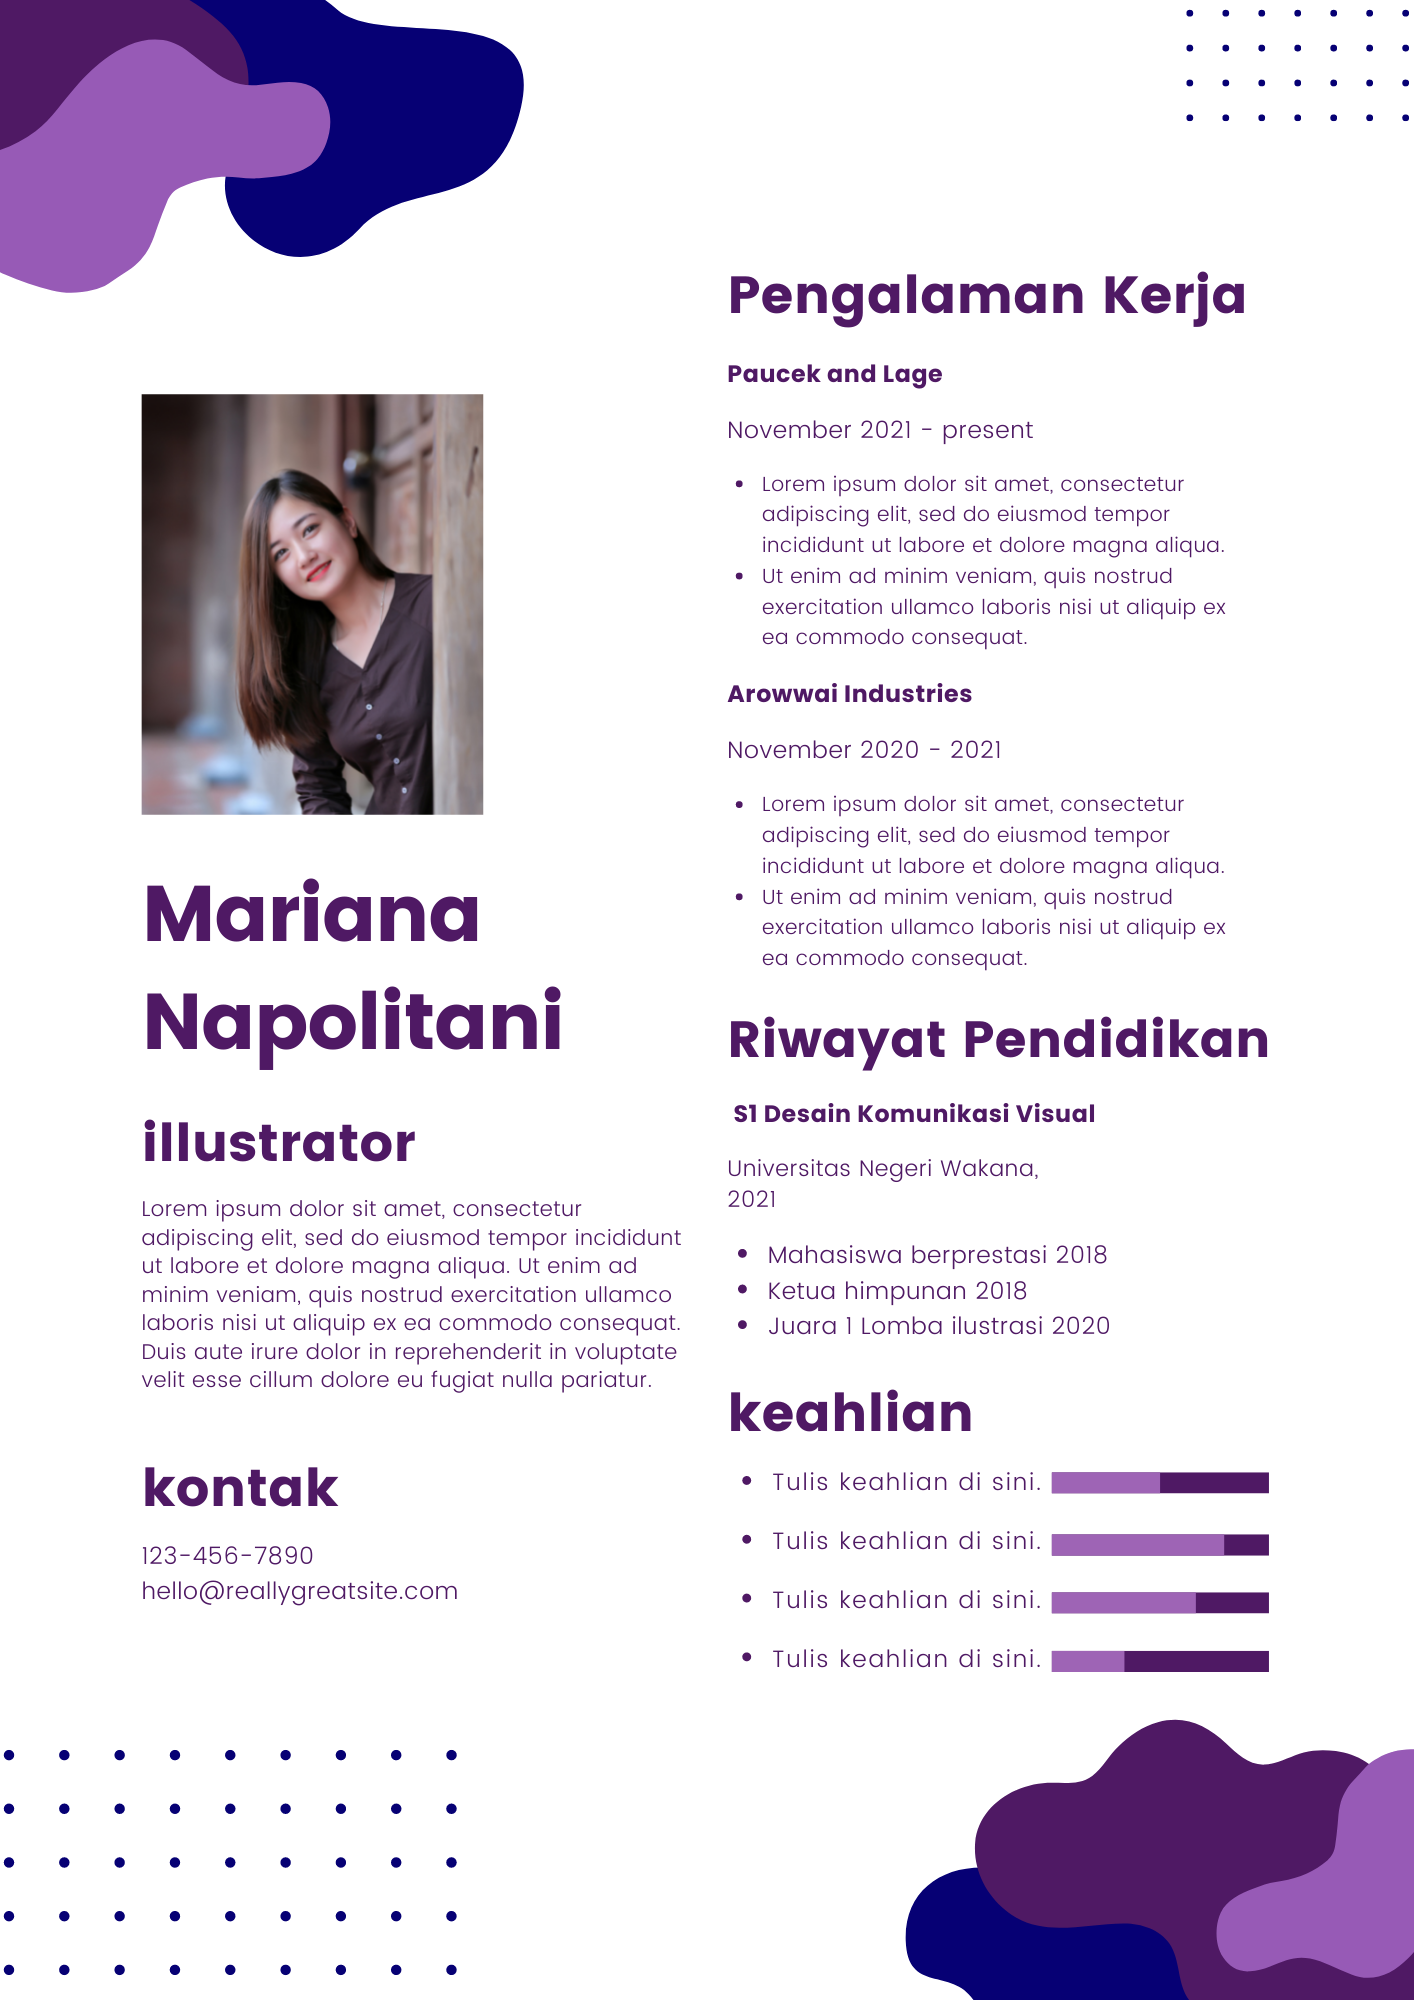 Mariana
Napolitani
illustrator
Lorem ipsum dolor sit amet, consectetur
adipiscing elit, sed do eiusmod tempor incididunt
ut labore et dolore magna aliqua. Ut enim ad
minim veniam, quis nostrud exercitation ullamco
laboris nisi ut aliquip ex ea commodo consequat.
Duis aute irure dolor in reprehenderit in voluptate
velit esse cillum dolore eu fugiat nulla pariatur.
kontak
123-456-7890
hello@reallygreatsite.com
Pengalaman Kerja
Paucek and Lage
November 2021 - present
• Lorem ipsum dolor sit amet, consectetur
adipiscing elit, sed do eiusmod tempor
incididunt ut labore et dolore magna aliqua.
• Ut enim ad minim veniam, quis nostrud
exercitation ullamco laboris nisi ut aliquip ex
ea commodo consequat.
Arowwai Industries
November 2020 - 2021
• Lorem ipsum dolor sit amet, consectetur
adipiscing elit, sed do eiusmod tempor
incididunt ut labore et dolore magna aliqua.
• Ut enim ad minim veniam, quis nostrud
exercitation ullamco laboris nisi ut aliquip ex
ea commodo consequat.
Riwayat Pendidikan
S1 Desain Komunikasi Visual
Universitas Negeri Wakana,
2021
• Mahasiswa berprestasi 2018
• Ketua himpunan 2018
• Juara 1 Lomba ilustrasi 2020
keahlian
• Tulis keahlian di sini.
• Tulis keahlian di sini.
• Tulis keahlian di sini.
• Tulis keahlian di sini.